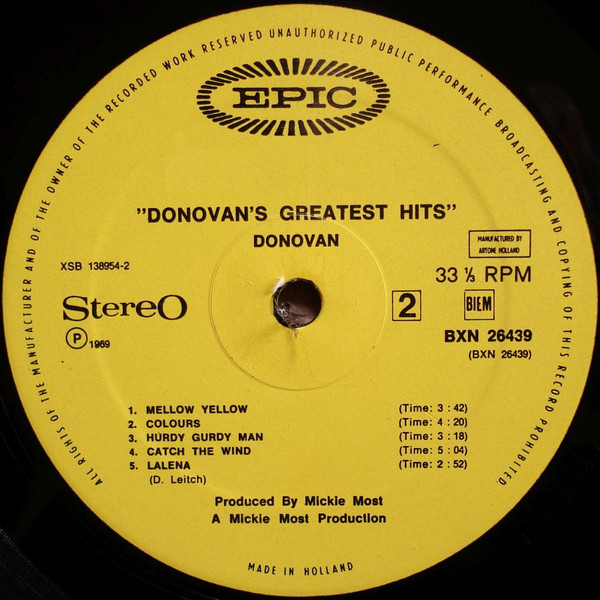 ALL RIGHTS OF THE MANUFACTURER AND OF THE OWNER OF THE RECORDED WORK RESERVED UNAUTHORIZED PUBLIC PERFORMANCE BROADCASTING AND COPYING OF THIS RECORD PROHIBITED.
EPIC
"DONOVAN'S GREATEST HITS"
DONOVAN
MANUFACTURED BY
ARTONE HOLLAND
XSB 138954-2
33 ⅓ RPM
StereO
2
BIEM
Ⓟ 1969
BXN 26439
(BXN 26439)
1. MELLOW YELLOW (Time: 3 : 42)
2. COLOURS (Time: 4 : 20)
3. HURDY GURDY MAN (Time: 3 : 18)
4. CATCH THE WIND (Time: 5 : 04)
5. LALENA (Time: 2 : 52)
(D. Leitch)
Produced By Mickie Most
A Mickie Most Production
MADE IN HOLLAND